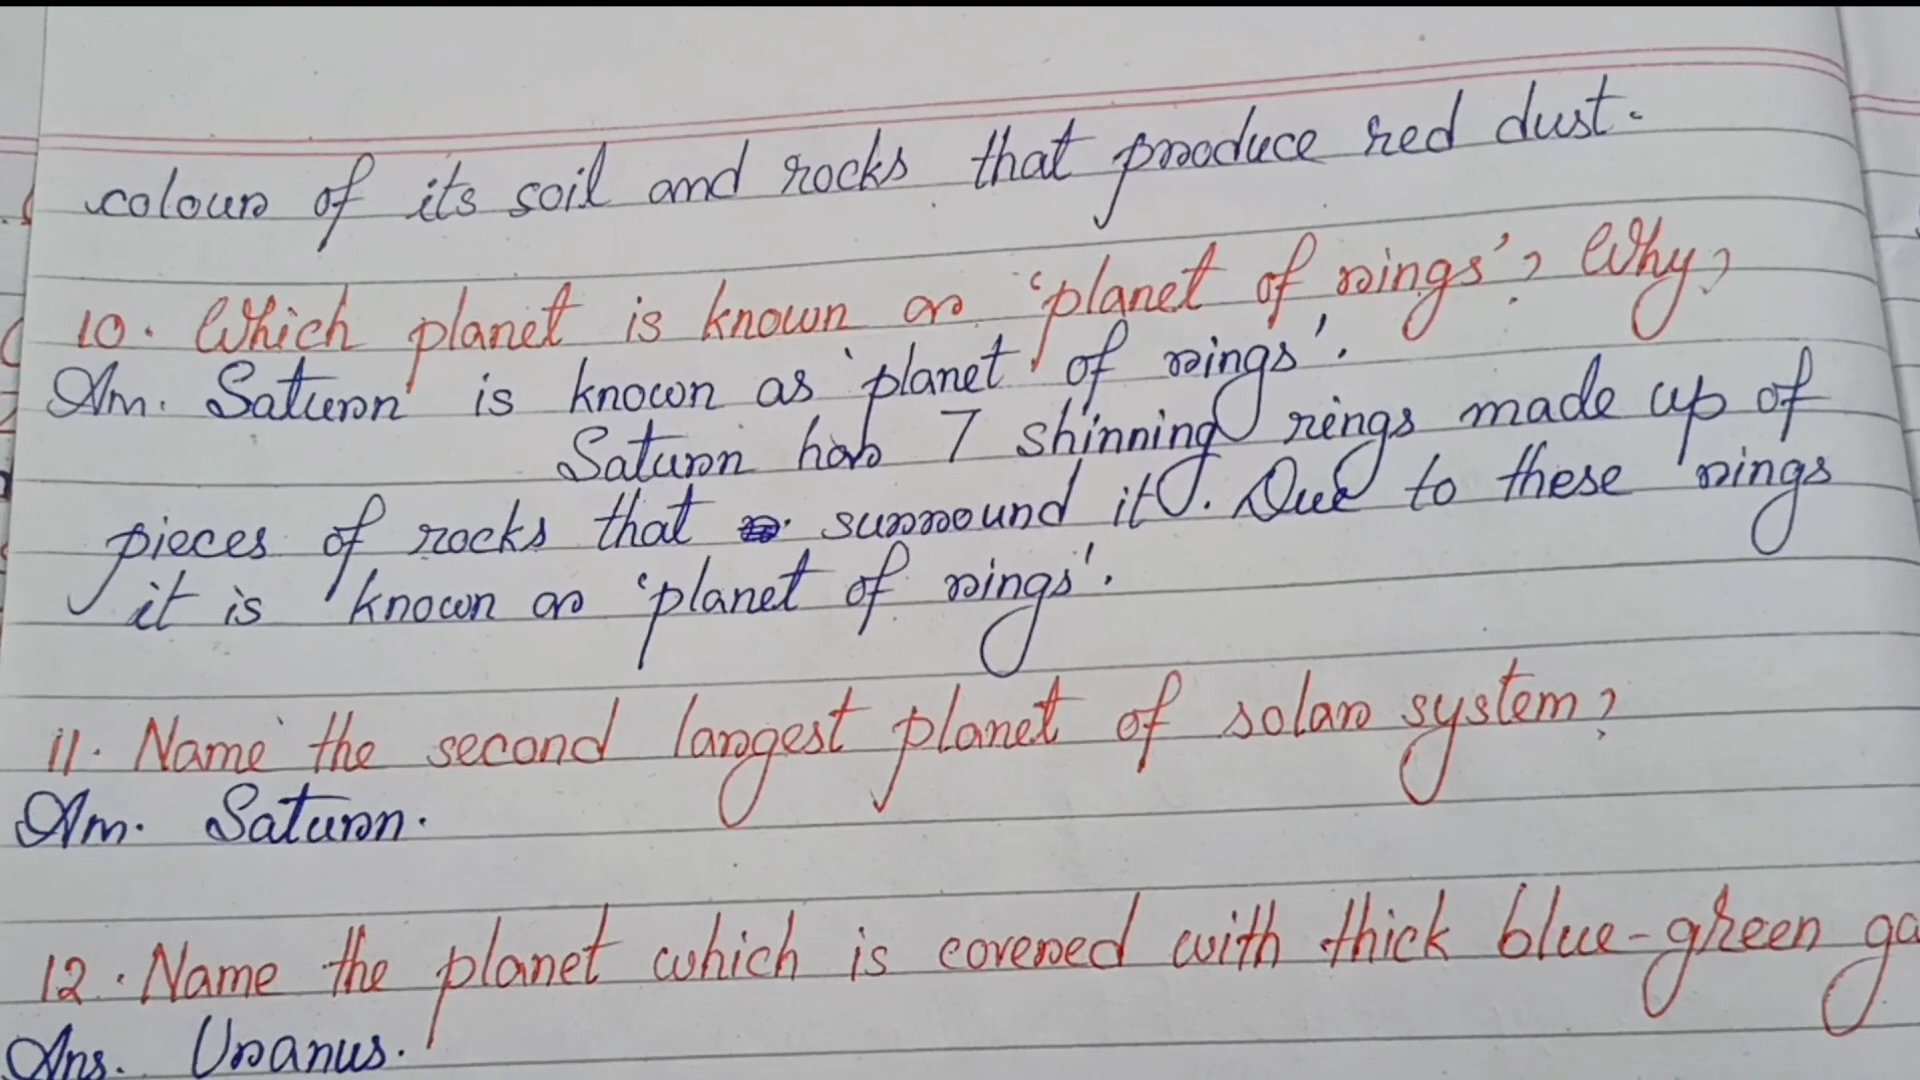 colour of its soil and rocks that produce red dust.
10. Which planet is known as 'planet of rings'? Why?
Ans. Saturn is known as 'planet of rings'.
Saturn has 7 shinning rings made up of
pieces of rocks that surround it. Due to these rings
it is known as 'planet of rings'.
11. Name the second largest planet of solar system?
Ans. Saturn.
12. Name the planet which is covered with thick blue-green ga
Ans. Uranus.